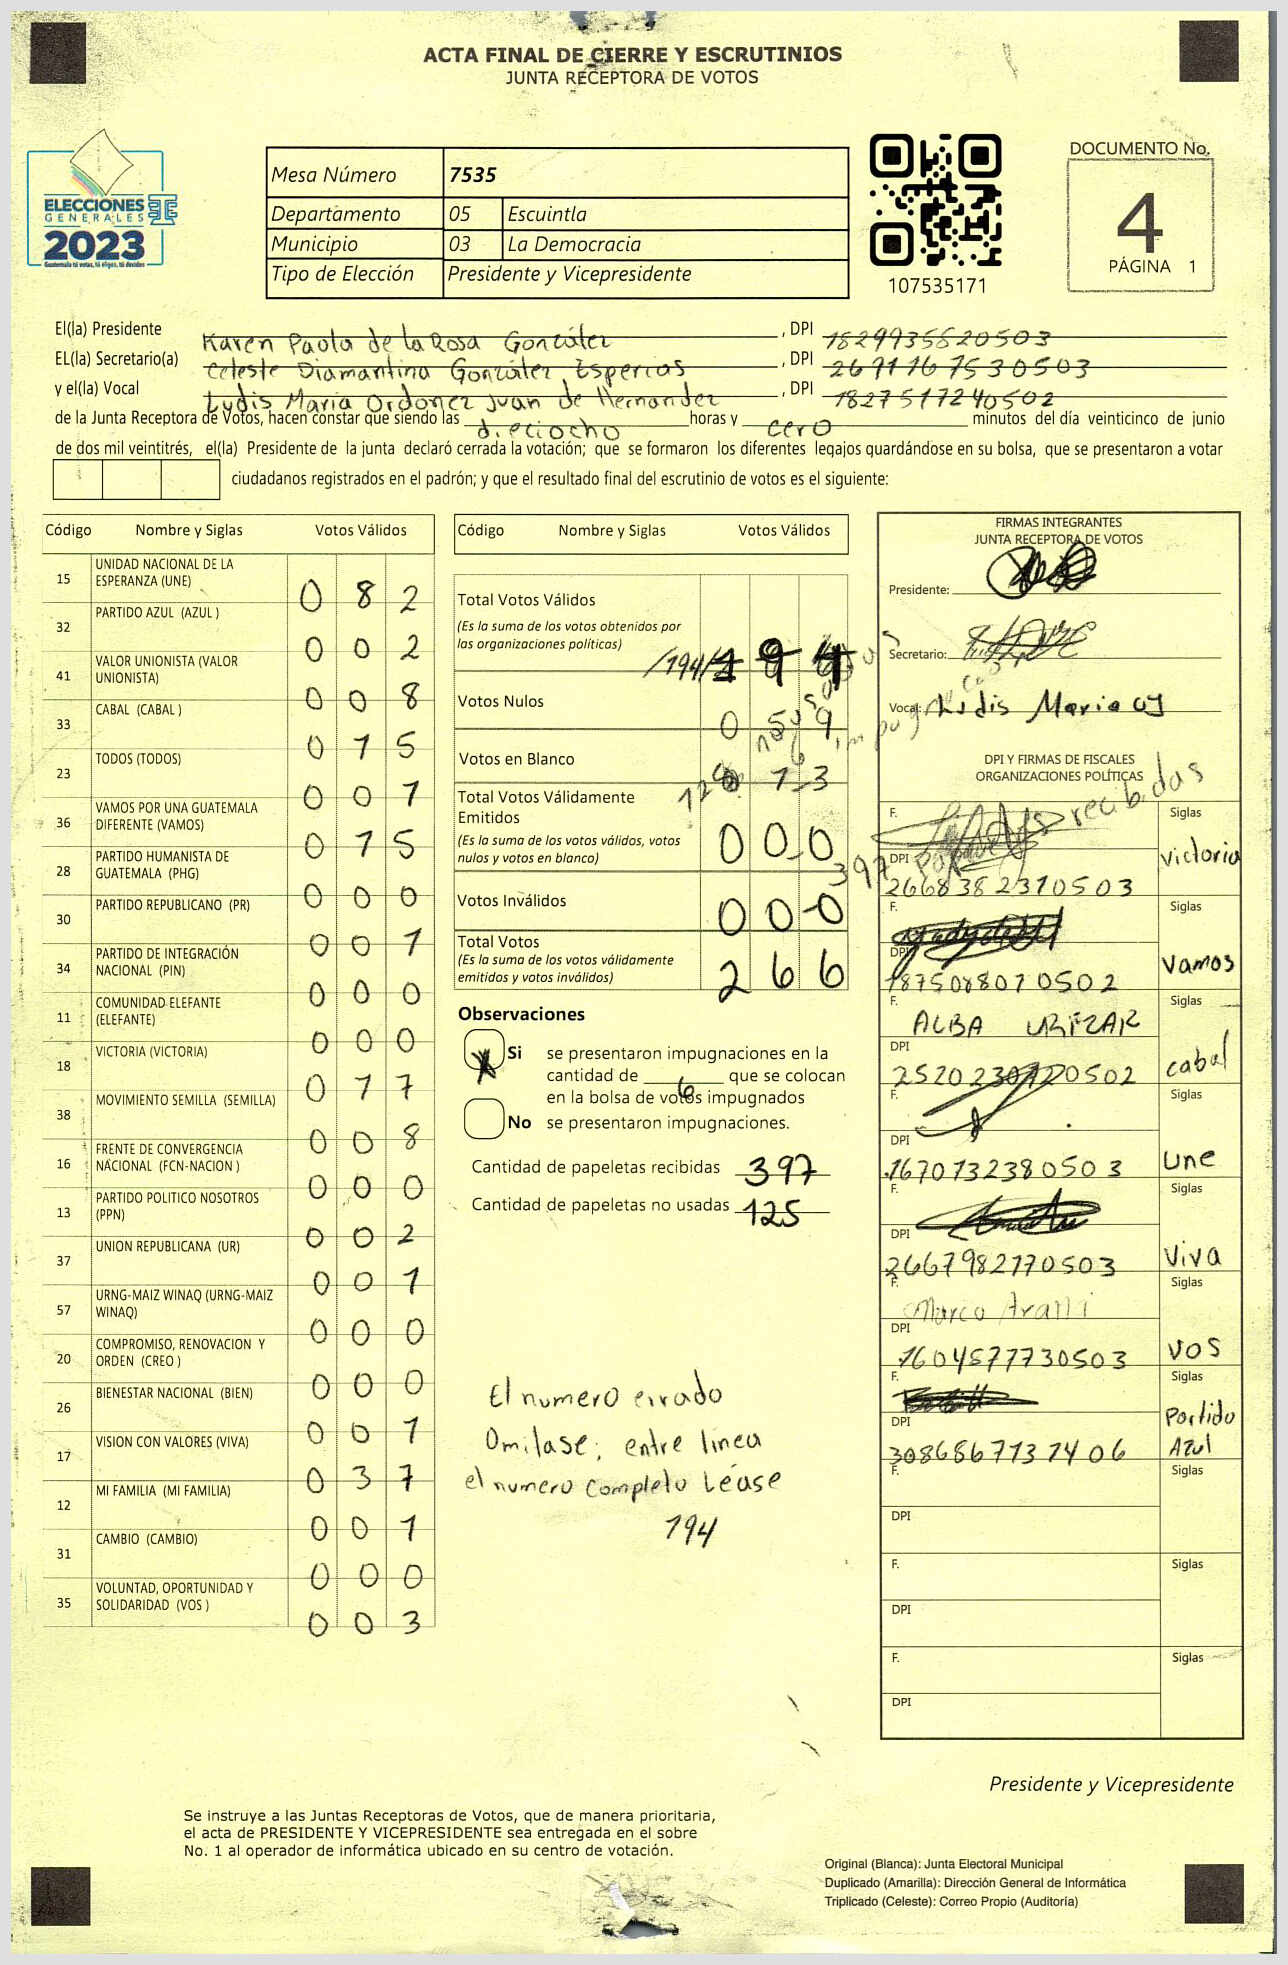 ACTA FINAL DE CIERRE Y ESCRUTINIOS
JUNTA RECEPTORA DE VOTOS
ELECCIONES
GENERALES
2023
Guatemala tú votas, tú eliges, tú decides
Mesa Número 7535
Departamento 05 Escuintla
Municipio 03 La Democracia
Tipo de Elección Presidente y Vicepresidente
107535171
DOCUMENTO No.
4
PÁGINA 1
El(la) Presidente Karen Paola de la Rosa González, DPI 1829935620503
EL(la) Secretario(a) Celeste Diamantina González Esperias, DPI 2691167530503
y el(la) Vocal Lydis Maria Ordoñez Juan de Hernandez, DPI 1827517240502
de la Junta Receptora de Votos, hacen constar que siendo las dieciocho horas y cero minutos del día veinticinco de junio
de dos mil veintitrés, el(la) Presidente de la junta declaró cerrada la votación; que se formaron los diferentes legajos quardándose en su bolsa, que se presentaron a votar
ciudadanos registrados en el padrón; y que el resultado final del escrutinio de votos es el siguiente:
Código Nombre y Siglas Votos Válidos
15 UNIDAD NACIONAL DE LA ESPERANZA (UNE) 0 8 2
32 PARTIDO AZUL (AZUL ) 0 0 2
41 VALOR UNIONISTA (VALOR UNIONISTA) 0 0 8
33 CABAL (CABAL ) 0 1 5
23 TODOS (TODOS) 0 0 1
36 VAMOS POR UNA GUATEMALA DIFERENTE (VAMOS) 0 1 5
28 PARTIDO HUMANISTA DE GUATEMALA (PHG) 0 0 0
30 PARTIDO REPUBLICANO (PR) 0 0 1
34 PARTIDO DE INTEGRACIÓN NACIONAL (PIN) 0 0 0
11 COMUNIDAD ELEFANTE (ELEFANTE) 0 0 0
18 VICTORIA (VICTORIA) 0 1 7
38 MOVIMIENTO SEMILLA (SEMILLA) 0 0 8
16 FRENTE DE CONVERGENCIA NACIONAL (FCN-NACION ) 0 0 0
13 PARTIDO POLITICO NOSOTROS (PPN) 0 0 2
37 UNION REPUBLICANA (UR) 0 0 1
57 URNG-MAIZ WINAQ (URNG-MAIZ WINAQ) 0 0 0
20 COMPROMISO, RENOVACION Y ORDEN (CREO ) 0 0 0
26 BIENESTAR NACIONAL (BIEN) 0 0 1
17 VISION CON VALORES (VIVA) 0 3 7
12 MI FAMILIA (MI FAMILIA) 0 0 1
31 CAMBIO (CAMBIO) 0 0 0
35 VOLUNTAD, OPORTUNIDAD Y SOLIDARIDAD (VOS ) 0 0 3
Código Nombre y Siglas Votos Válidos
Total Votos Válidos
(Es la suma de los votos obtenidos por
las organizaciones políticas)
/194/ 1 9 4
Votos Nulos 0 5 9
Votos en Blanco 1 3
Total Votos Válidamente
Emitidos
(Es la suma de los votos válidos, votos
nulos y votos en blanco)
0 0 0
Votos Inválidos 0 0 0
Total Votos
(Es la suma de los votos válidamente
emitidos y votos inválidos)
2 6 6
397 recibidas
Observaciones
Si se presentaron impugnaciones en la
cantidad de 6 que se colocan
en la bolsa de votos impugnados
No se presentaron impugnaciones.
Cantidad de papeletas recibidas 397
Cantidad de papeletas no usadas 125
El numero errado
Omitase; entre linea
el numero completo Léase
194
FIRMAS INTEGRANTES
JUNTA RECEPTORA DE VOTOS
Presidente:
Secretario:
Vocal: Lydis Maria OJ
DPI Y FIRMAS DE FISCALES
ORGANIZACIONES POLÍTICAS
F. Siglas
DPI 2668382310503 victoria
F. Siglas
DPI 1875088070502 Vamos
F. ALBA URIZAR Siglas
DPI 2520230920502 cabal
F. Siglas
DPI 1670132380503 Une
F. Siglas
DPI 2667982170503 Viva
F. Marco Siglas
DPI 1604577730503 VOS
F. Siglas
DPI 3086867131406 Partido Azul
F. Siglas
DPI
F. Siglas
DPI
F. Siglas
DPI
Presidente y Vicepresidente
Se instruye a las Juntas Receptoras de Votos, que de manera prioritaria,
el acta de PRESIDENTE Y VICEPRESIDENTE sea entregada en el sobre
No. 1 al operador de informática ubicado en su centro de votación.
Original (Blanca): Junta Electoral Municipal
Duplicado (Amarilla): Dirección General de Informática
Triplicado (Celeste): Correo Propio (Auditoría)